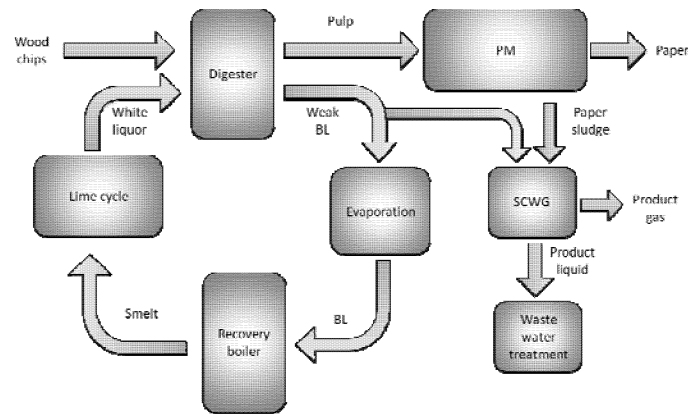 Wood
chips
Pulp
PM
Paper
Digester
White
liquor
Weak
BL
Paper
sludge
Lime cycle
Evaporation
SCWG
Product
gas
Product
liquid
Smelt
BL
Recovery
boiler
Waste
water
treatment